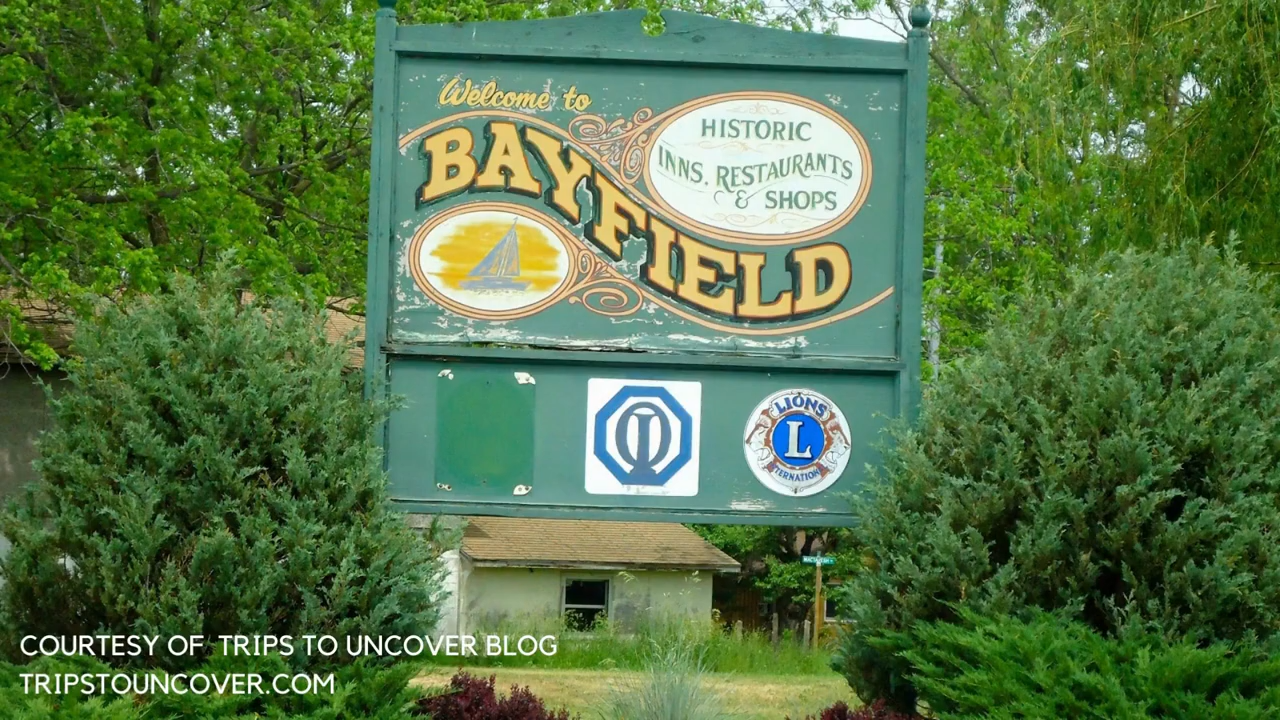 Welcome to
BAYFIELD
HISTORIC
INNS, RESTAURANTS
& SHOPS
LIONS
L
COURTESY OF TRIPS TO UNCOVER BLOG
TRIPSTOUNCOVER.COM